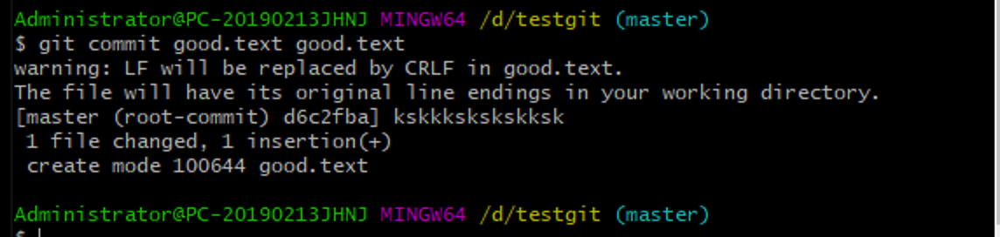 Administrator@PC-20190213JHNJ MINGW64 /d/testgit (master)
$ git commit good.text good.text
warning: LF will be replaced by CRLF in good.text.
The file will have its original line endings in your working directory.
[master (root-commit) d6c2fba] kskkksksksksksk
 1 file changed, 1 insertion(+)
 create mode 100644 good.text
Administrator@PC-20190213JHNJ MINGW64 /d/testgit (master)
$